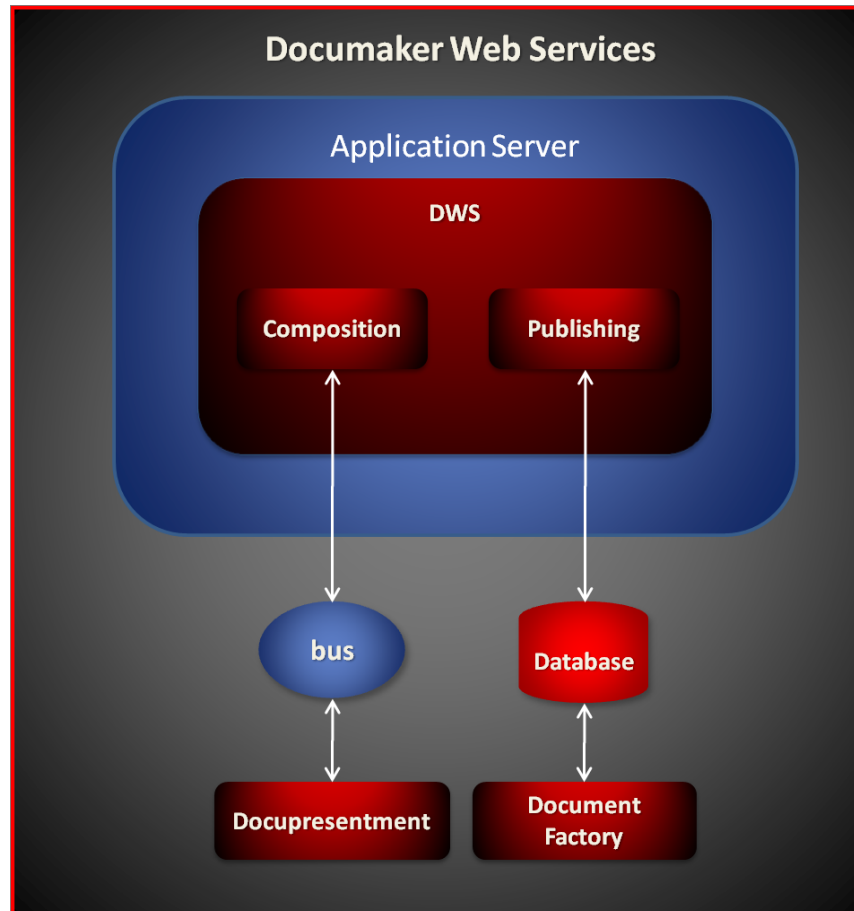 Documaker Web Services
Application Server
DWS
Composition
Publishing
bus
Database
Docupresentment
Document
Factory